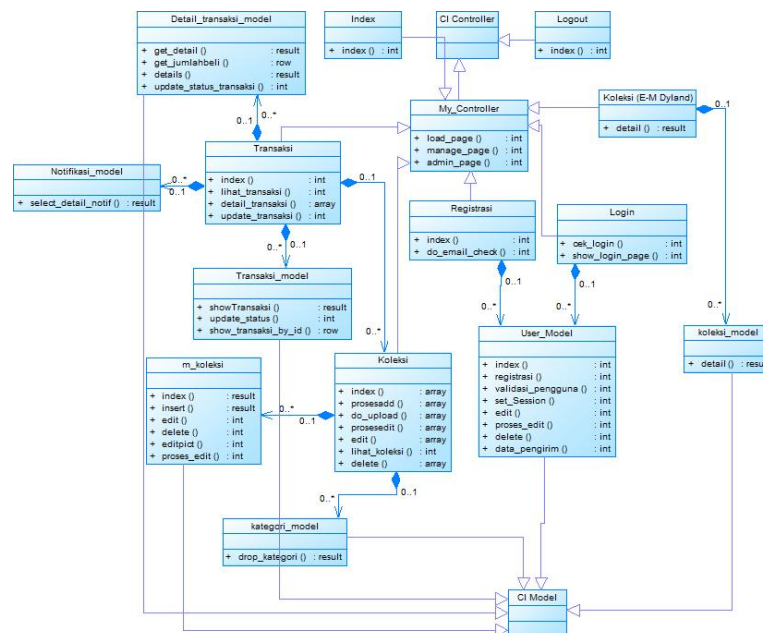 Detail_transaksi_model
+ get_detail () : result
+ get_jumlahbeli () : row
+ details () : result
+ update_status_transaksi () : int
Index
+ index () : int
CI Controller
Logout
+ index () : int
My_Controller
+ load_page () : int
+ manage_page () : int
+ admin_page () : int
Koleksi (E-M Dyland)
+ detail () : result
0..1
0..1
0..*
Transaksi
+ index () : int
+ lihat_transaksi () : int
+ detail_transaksi () : array
+ update_transaksi () : int
Notifikasi_model
+ select_detail_notif () : result
0..*
0..1
0..1
0..1
0..*
Registrasi
+ index () : int
+ do_email_check () : int
0..1
Login
+ cek_login () : int
+ show_login_page () : int
0..1
Transaksi_model
+ showTransaksi () : result
+ update_status () : int
+ show_transaksi_by_id () : row
0..*
0..*
0..*
0..*
User_Model
+ index () : int
+ registrasi () : int
+ validasi_pengguna () : int
+ set_Session () : int
+ edit () : int
+ proses_edit () : int
+ delete () : int
+ data_pengirim () : int
koleksi_model
+ detail () : resu
m_koleksi
+ index () : result
+ insert () : result
+ edit () : int
+ delete () : int
+ editpict () : int
+ proses_edit () : int
Koleksi
+ index () : array
+ prosesadd () : array
+ do_upload () : array
+ prosesedit () : array
+ edit () : array
+ lihat_koleksi () : int
+ delete () : array
0..*
0..1
0..1
0..*
kategori_model
+ drop_kategori () : result
CI Model